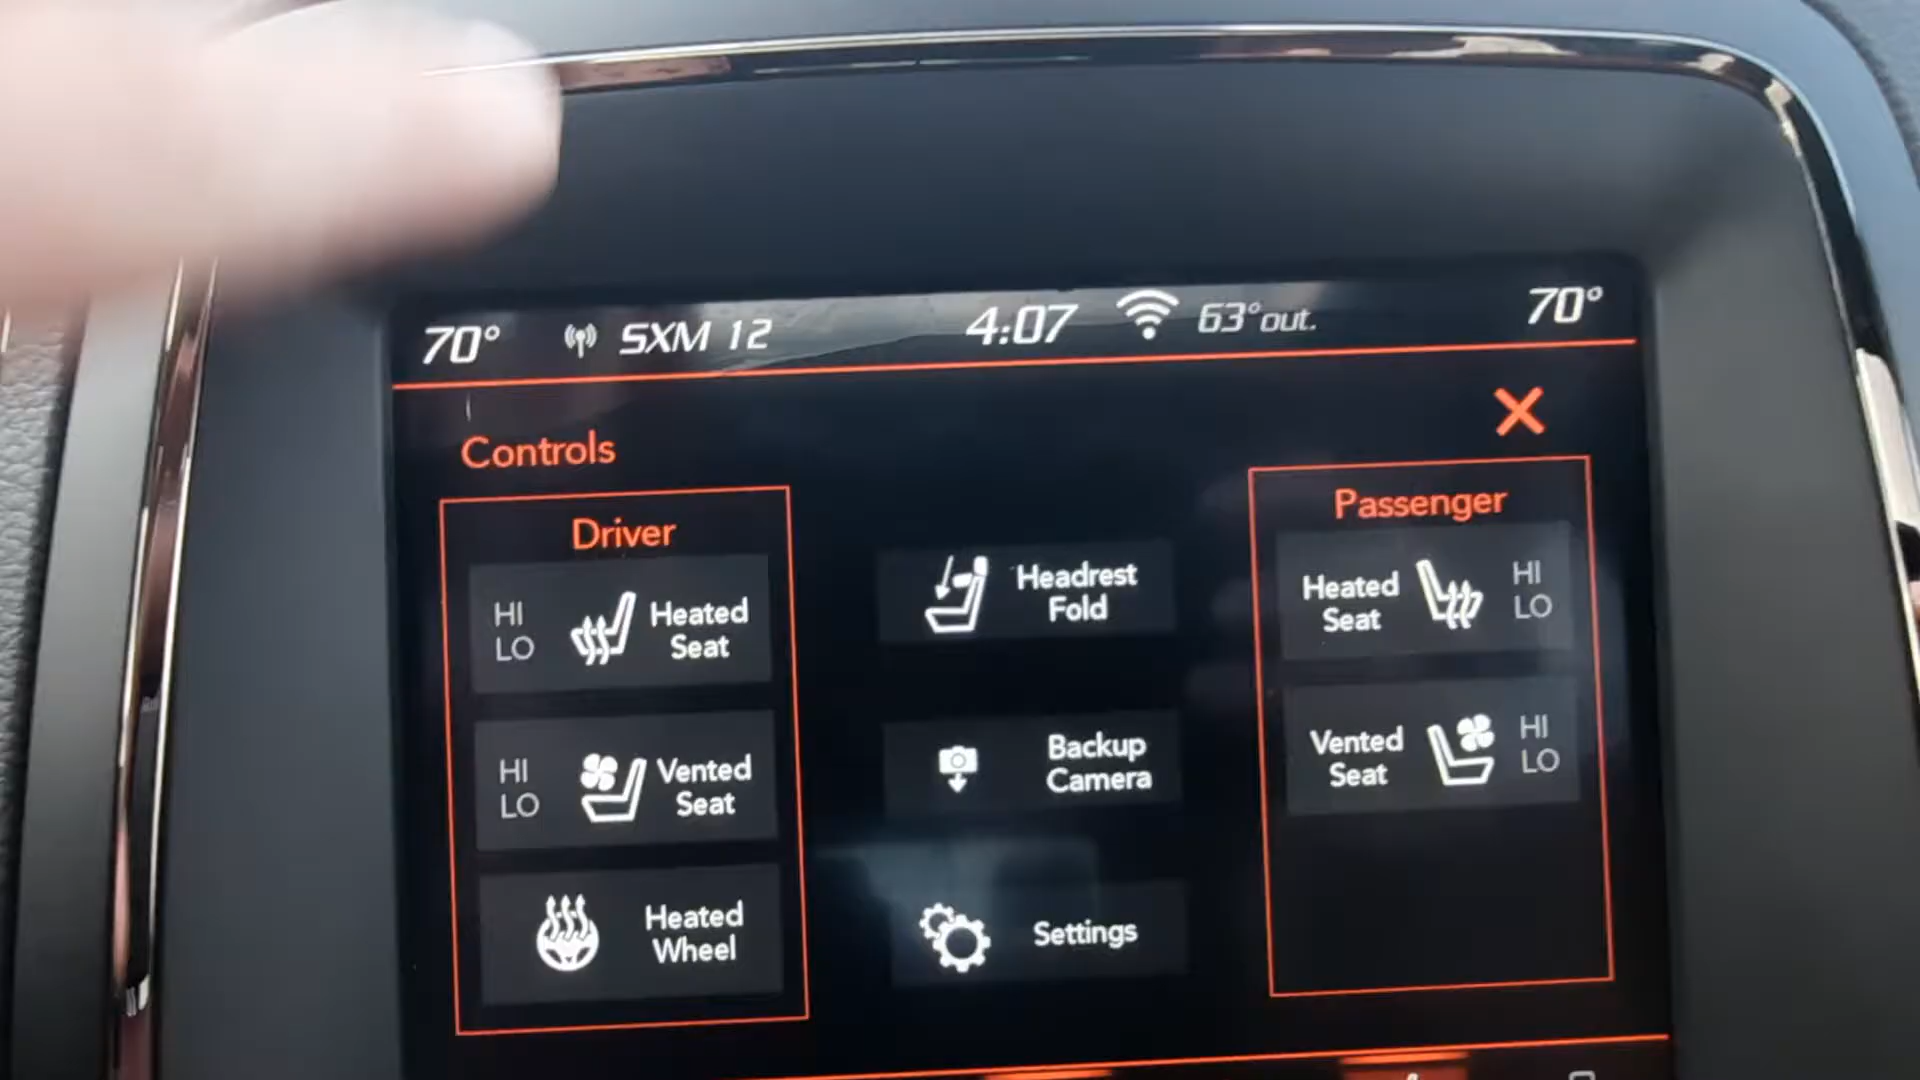 70° SXM 12 4:07 63°out. 70°
Controls
Driver
HI
LO
Heated
Seat
HI
LO
Vented
Seat
Heated
Wheel
Headrest
Fold
Backup
Camera
Settings
Passenger
Heated
Seat
HI
LO
Vented
Seat
HI
LO